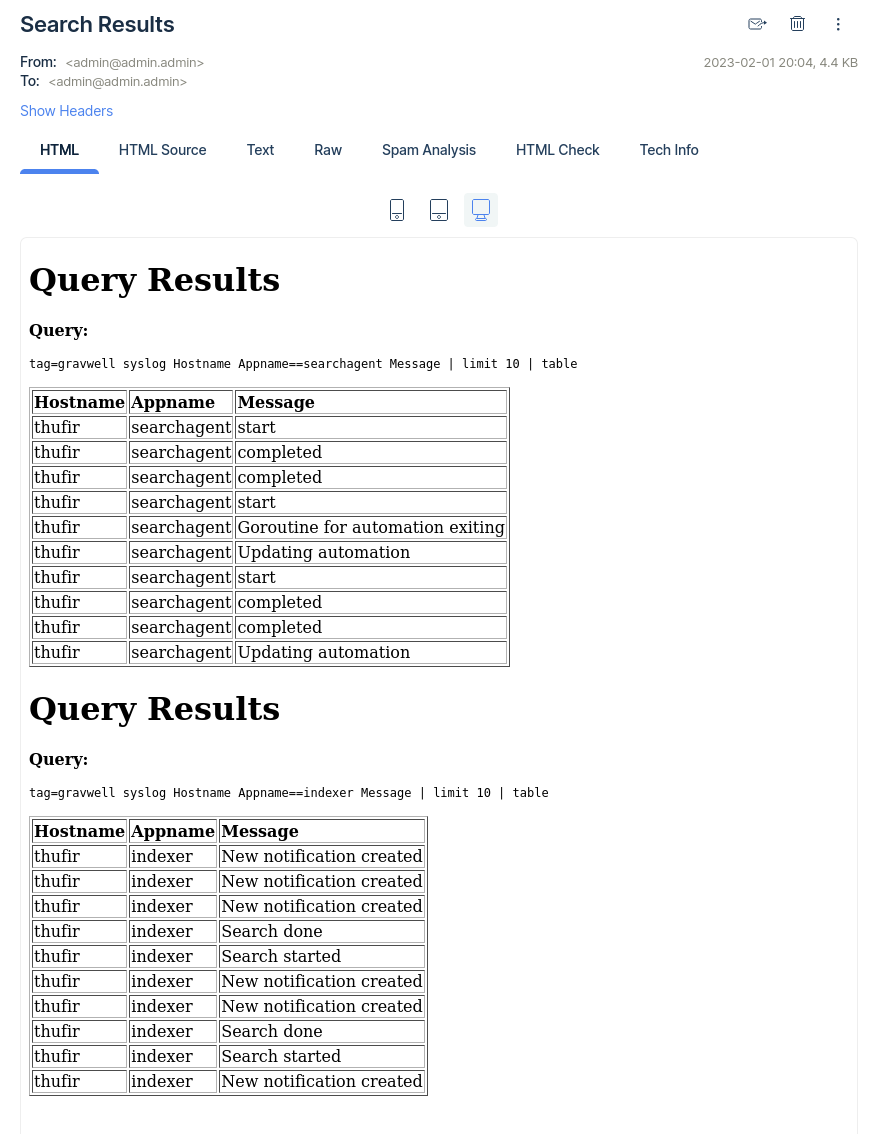 Search Results
From: <admin@admin.admin> 2023-02-01 20:04, 4.4 KB
To: <admin@admin.admin>
Show Headers
HTML HTML Source Text Raw Spam Analysis HTML Check Tech Info
Query Results
Query:
tag=gravwell syslog Hostname Appname==searchagent Message | limit 10 | table
Hostname Appname Message
thufir searchagent start
thufir searchagent completed
thufir searchagent completed
thufir searchagent start
thufir searchagent Goroutine for automation exiting
thufir searchagent Updating automation
thufir searchagent start
thufir searchagent completed
thufir searchagent completed
thufir searchagent Updating automation
Query Results
Query:
tag=gravwell syslog Hostname Appname==indexer Message | limit 10 | table
Hostname Appname Message
thufir indexer New notification created
thufir indexer New notification created
thufir indexer New notification created
thufir indexer Search done
thufir indexer Search started
thufir indexer New notification created
thufir indexer New notification created
thufir indexer Search done
thufir indexer Search started
thufir indexer New notification created